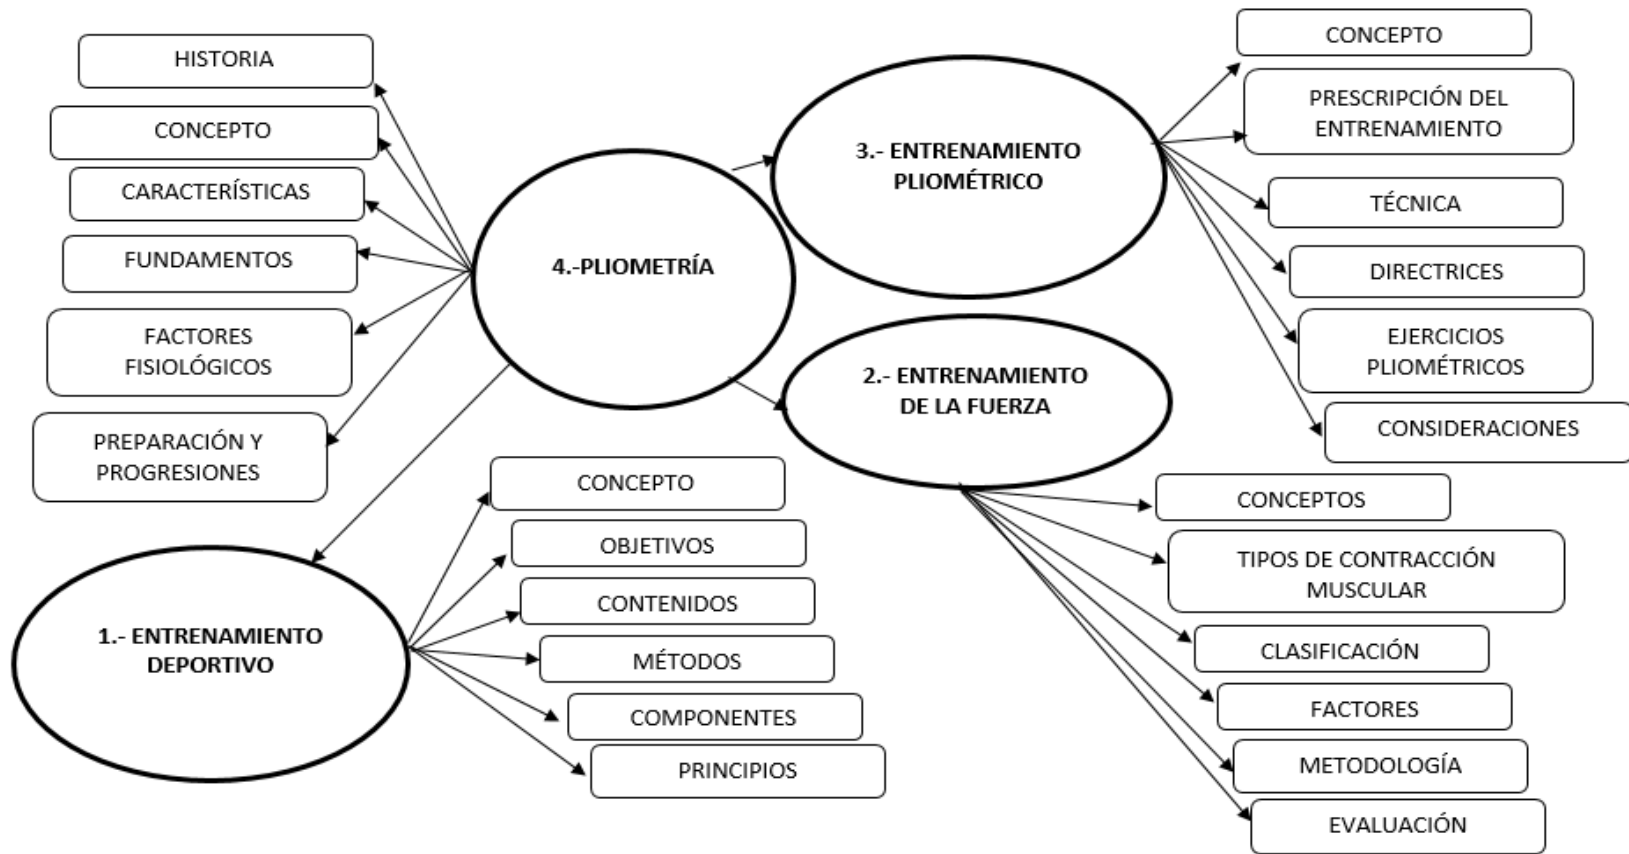 HISTORIA
CONCEPTO
CARACTERÍSTICAS
FUNDAMENTOS
FACTORES
FISIOLÓGICOS
PREPARACIÓN Y
PROGRESIONES
4.-PLIOMETRÍA
3.- ENTRENAMIENTO
PLIOMÉTRICO
CONCEPTO
PRESCRIPCIÓN DEL
ENTRENAMIENTO
TÉCNICA
DIRECTRICES
EJERCICIOS
PLIOMÉTRICOS
CONSIDERACIONES
2.- ENTRENAMIENTO
DE LA FUERZA
CONCEPTOS
TIPOS DE CONTRACCIÓN
MUSCULAR
CLASIFICACIÓN
FACTORES
METODOLOGÍA
EVALUACIÓN
1.- ENTRENAMIENTO
DEPORTIVO
CONCEPTO
OBJETIVOS
CONTENIDOS
MÉTODOS
COMPONENTES
PRINCIPIOS